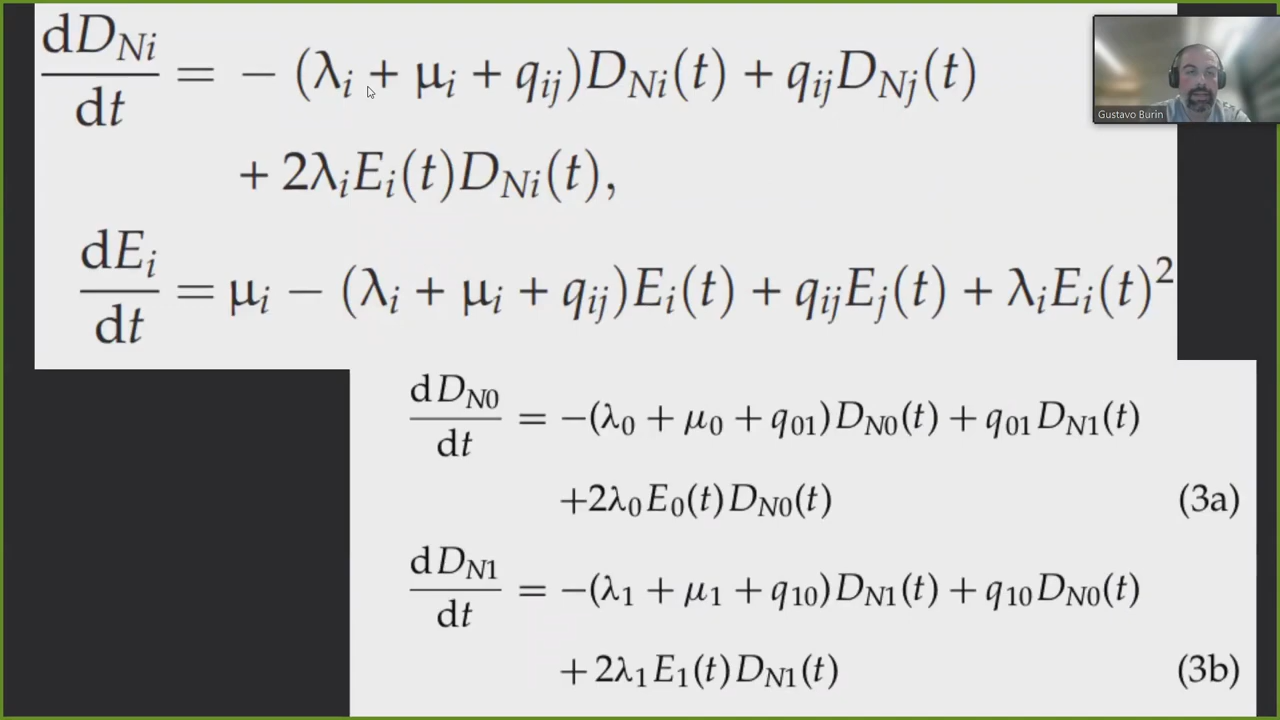 dD_{Ni}/dt = − (λ_i + μ_i + q_{ij})D_{Ni}(t) + q_{ij}D_{Nj}(t)
+ 2λ_iE_i(t)D_{Ni}(t),
dE_i/dt = μ_i − (λ_i + μ_i + q_{ij})E_i(t) + q_{ij}E_j(t) + λ_iE_i(t)^2
Gustavo Burin
dD_{N0}/dt = −(λ_0 + μ_0 + q_{01})D_{N0}(t) + q_{01}D_{N1}(t)
+2λ_0E_0(t)D_{N0}(t) (3a)
dD_{N1}/dt = −(λ_1 + μ_1 + q_{10})D_{N1}(t) + q_{10}D_{N0}(t)
+ 2λ_1E_1(t)D_{N1}(t) (3b)